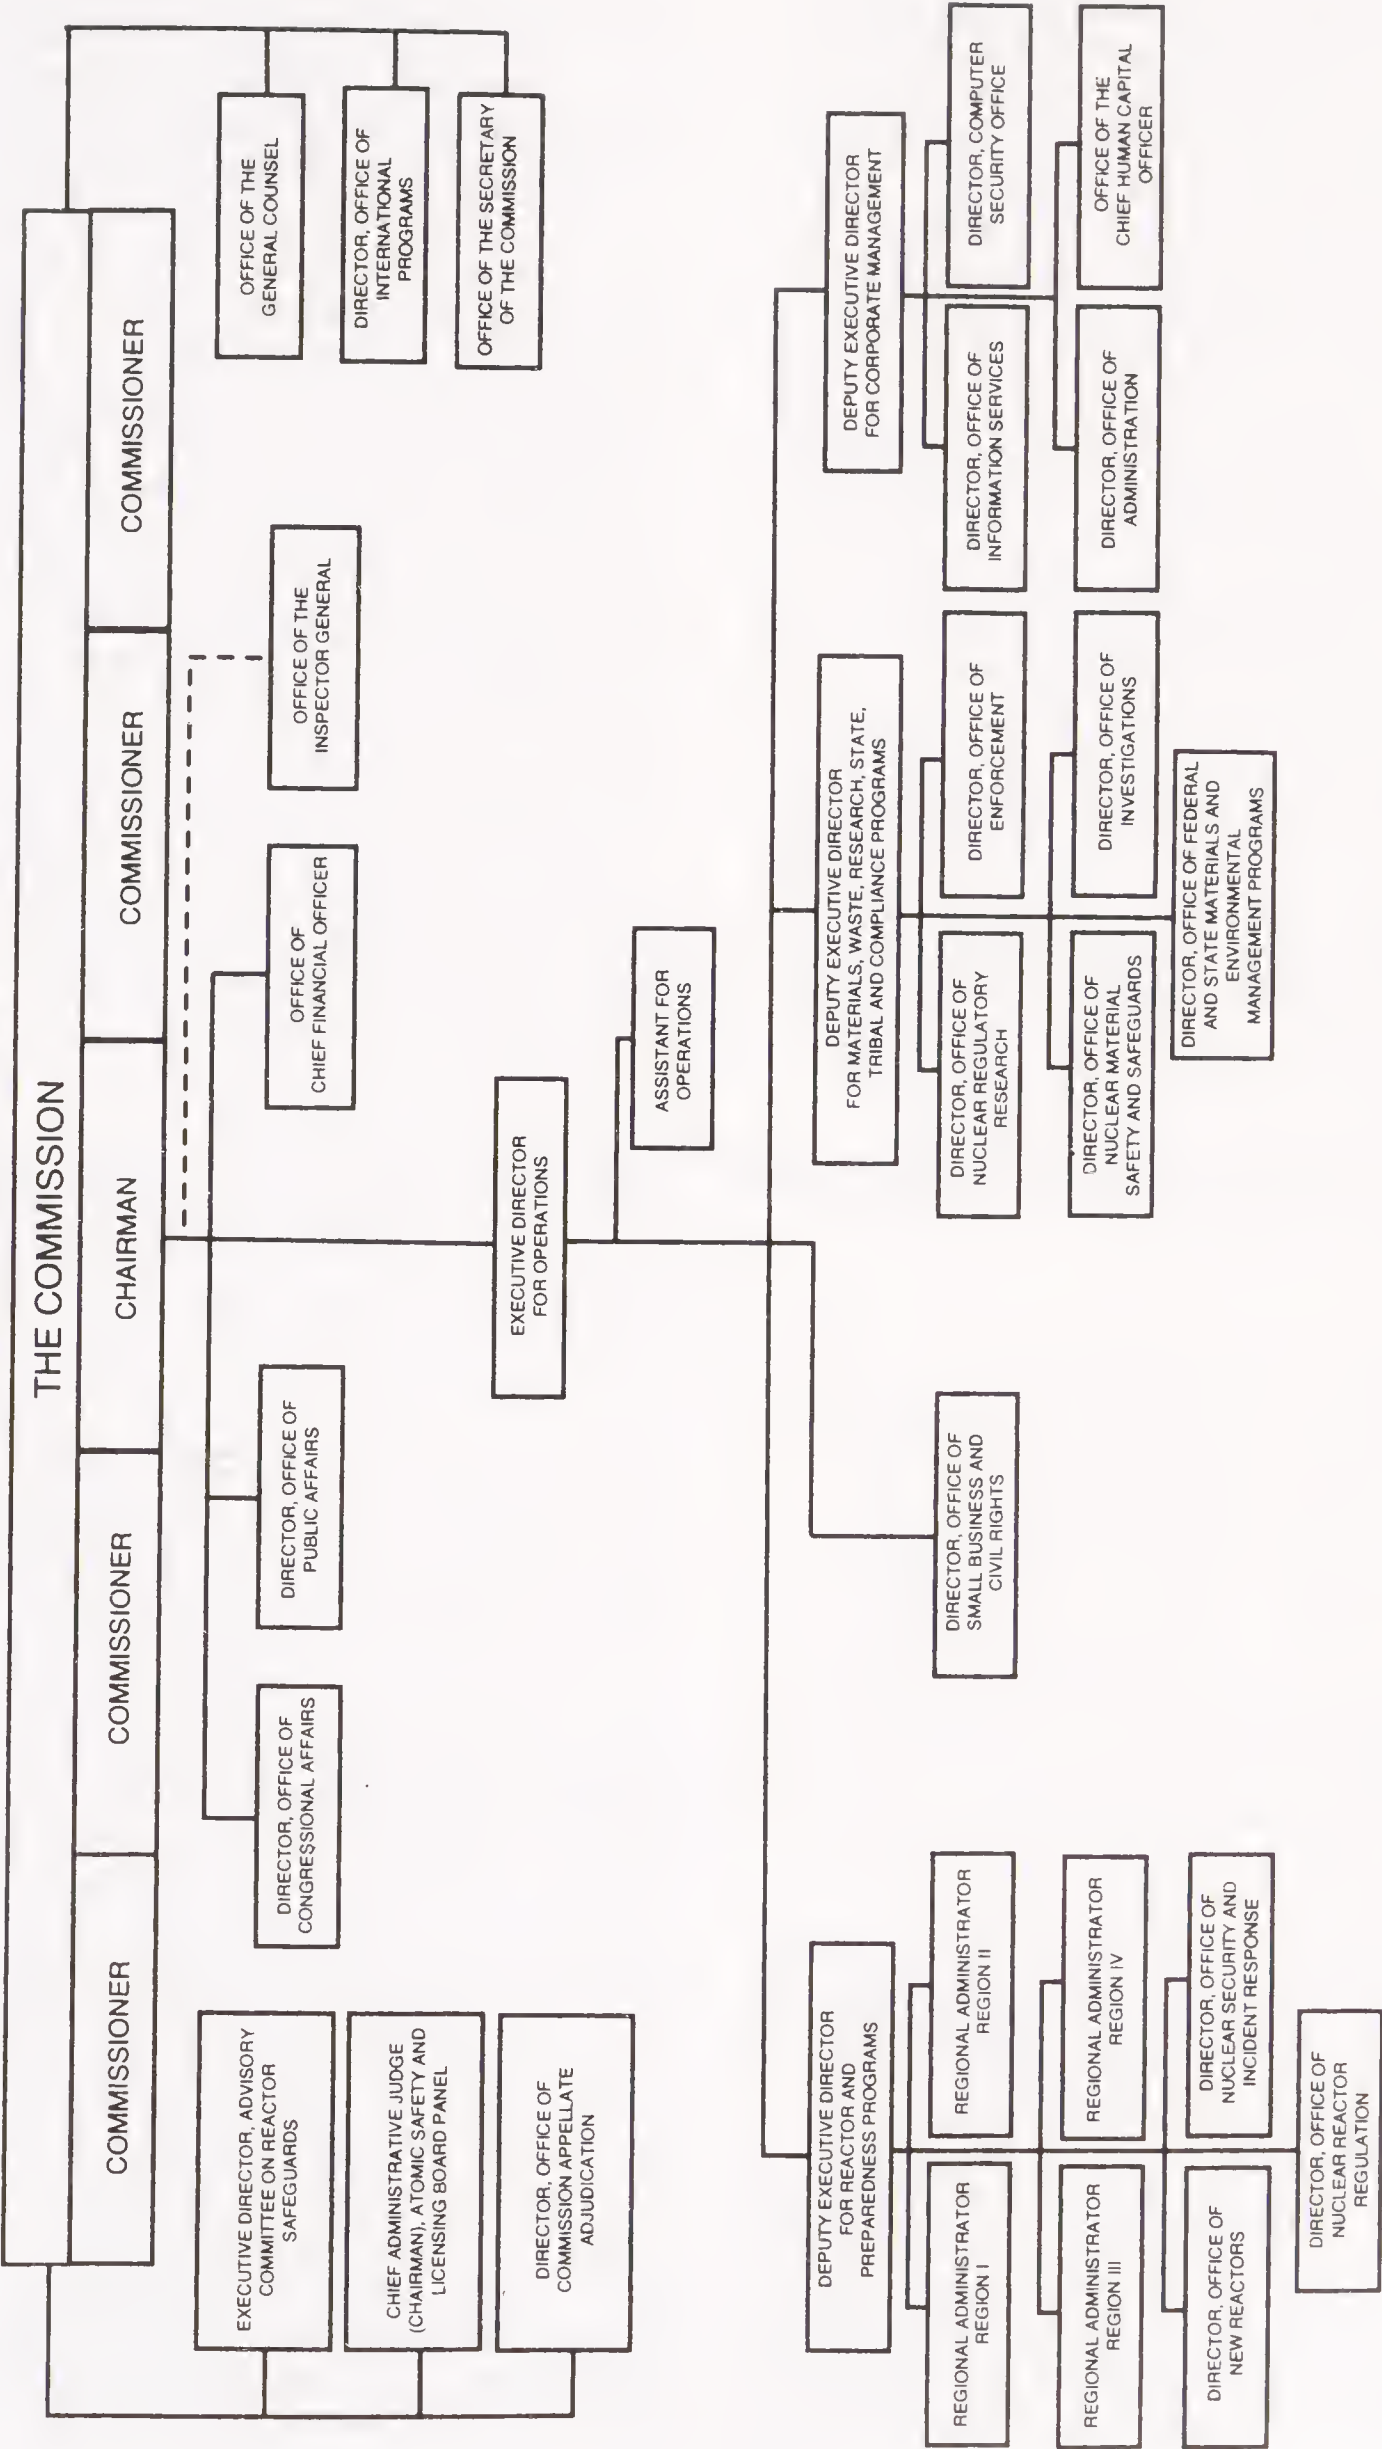 THE COMMISSION
COMMISSIONER
COMMISSIONER
CHAIRMAN
COMMISSIONER
COMMISSIONER
EXECUTIVE DIRECTOR, ADVISORY
COMMITTEE ON REACTOR
SAFEGUARDS
CHIEF ADMINISTRATIVE JUDGE
(CHAIRMAN), ATOMIC SAFETY AND
LICENSING BOARD PANEL
DIRECTOR, OFFICE OF
COMMISSION APPELLATE
ADJUDICATION
DIRECTOR, OFFICE OF
CONGRESSIONAL AFFAIRS
DIRECTOR, OFFICE OF
PUBLIC AFFAIRS
OFFICE OF
CHIEF FINANCIAL OFFICER
OFFICE OF THE
INSPECTOR GENERAL
OFFICE OF THE
GENERAL COUNSEL
DIRECTOR, OFFICE OF
INTERNATIONAL
PROGRAMS
OFFICE OF THE SECRETARY
OF THE COMMISSION
EXECUTIVE DIRECTOR
FOR OPERATIONS
ASSISTANT FOR
OPERATIONS
DEPUTY EXECUTIVE DIRECTOR
FOR REACTOR AND
PREPAREDNESS PROGRAMS
REGIONAL ADMINISTRATOR
REGION I
REGIONAL ADMINISTRATOR
REGION II
REGIONAL ADMINISTRATOR
REGION III
REGIONAL ADMINISTRATOR
REGION IV
DIRECTOR, OFFICE OF
NEW REACTORS
DIRECTOR, OFFICE OF
NUCLEAR SECURITY AND
INCIDENT RESPONSE
DIRECTOR, OFFICE OF
NUCLEAR REACTOR
REGULATION
DIRECTOR, OFFICE OF
SMALL BUSINESS AND
CIVIL RIGHTS
DEPUTY EXECUTIVE DIRECTOR
FOR MATERIALS, WASTE, RESEARCH, STATE,
TRIBAL AND COMPLIANCE PROGRAMS
DIRECTOR, OFFICE OF
NUCLEAR REGULATORY
RESEARCH
DIRECTOR, OFFICE OF
ENFORCEMENT
DIRECTOR, OFFICE OF
NUCLEAR MATERIAL
SAFETY AND SAFEGUARDS
DIRECTOR, OFFICE OF
INVESTIGATIONS
DIRECTOR, OFFICE OF FEDERAL
AND STATE MATERIALS AND
ENVIRONMENTAL
MANAGEMENT PROGRAMS
DEPUTY EXECUTIVE DIRECTOR
FOR CORPORATE MANAGEMENT
DIRECTOR, OFFICE OF
INFORMATION SERVICES
DIRECTOR, COMPUTER
SECURITY OFFICE
DIRECTOR, OFFICE OF
ADMINISTRATION
OFFICE OF THE
CHIEF HUMAN CAPITAL
OFFICER